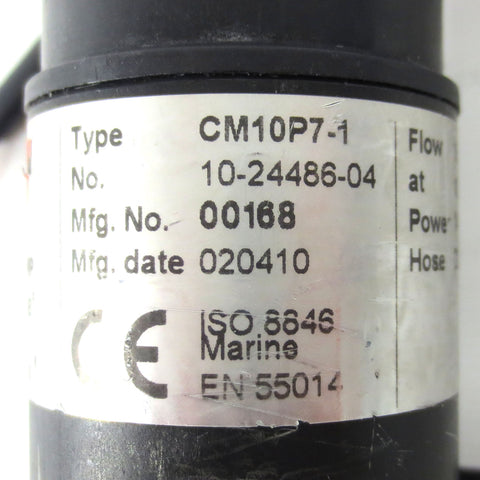 Type CM10P7-1 Flow
No. 10-24486-04 at
Mfg. No. 00168 Power
Mfg. date 020410 Hose
CE ISO 8846
Marine
EN 55014